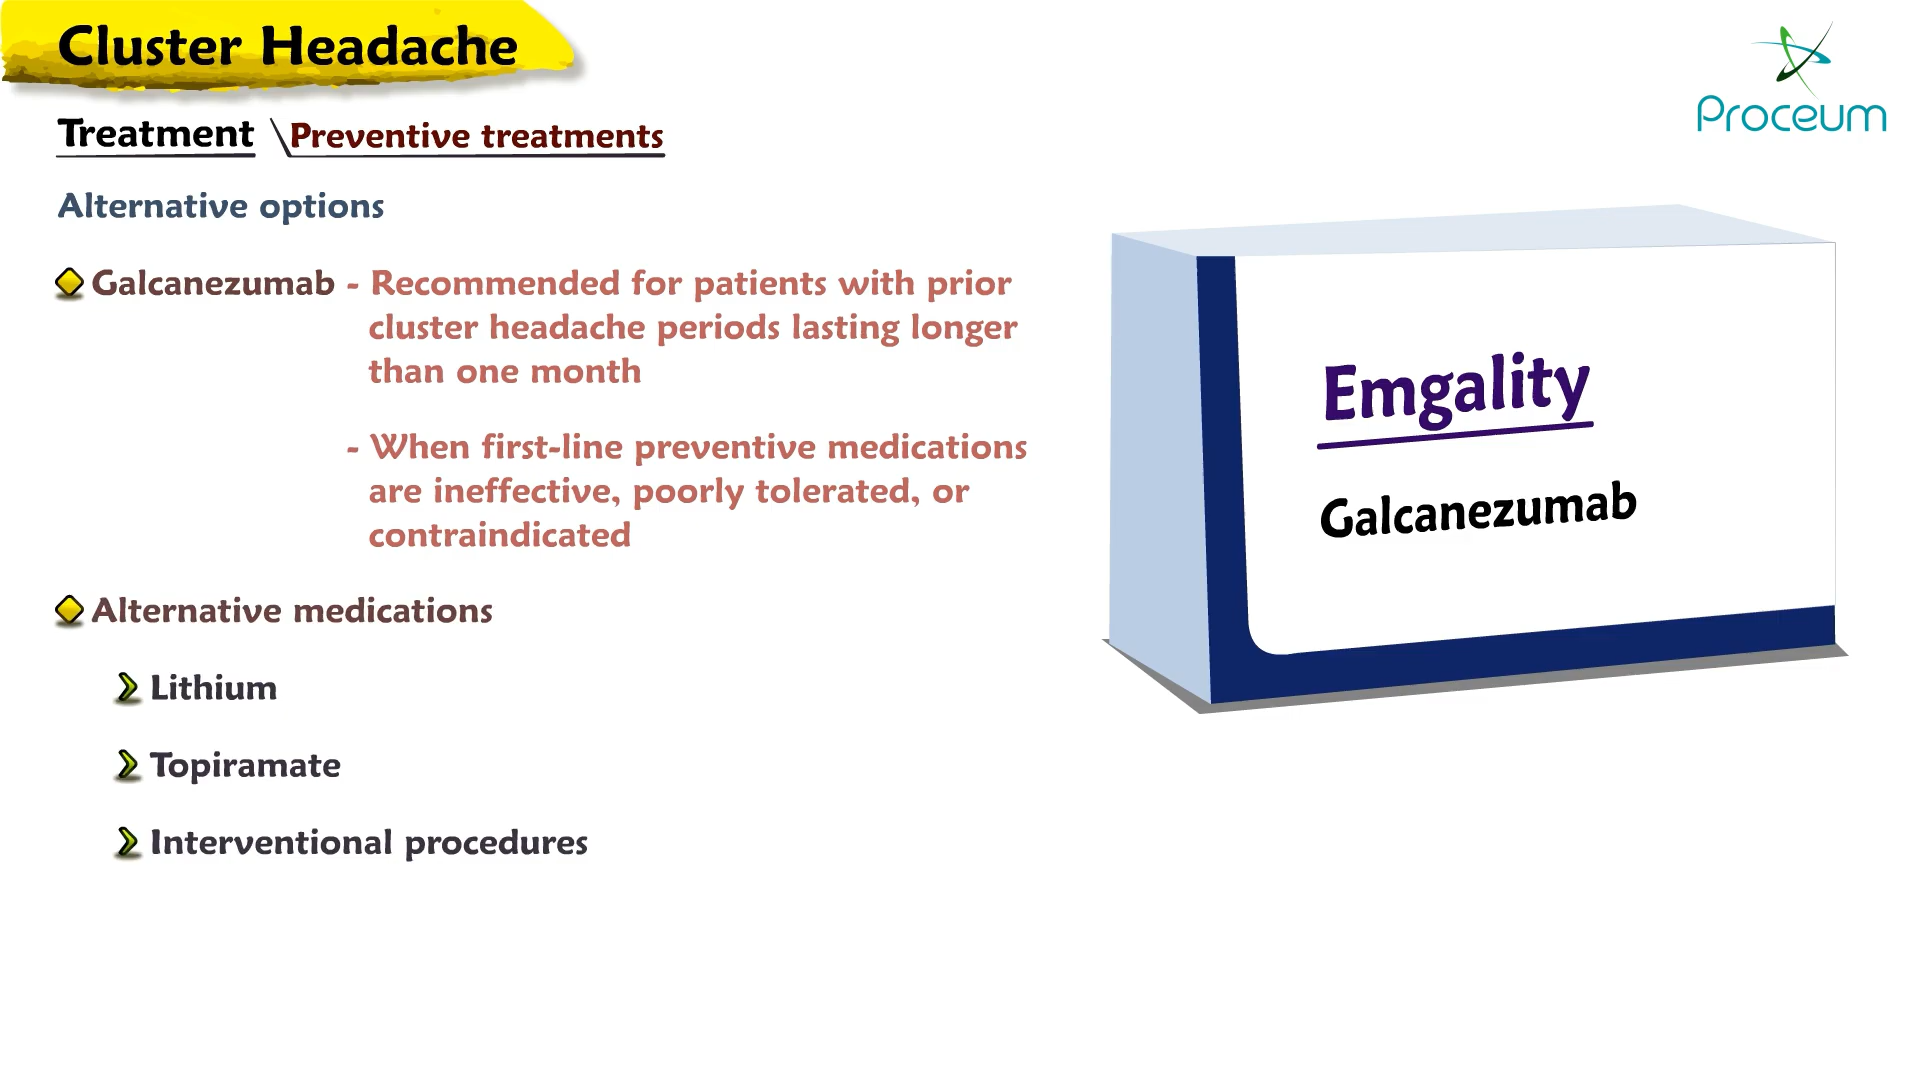 Cluster Headache
Proceum
Treatment \ Preventive treatments
Alternative options
Galcanezumab - Recommended for patients with prior
cluster headache periods lasting longer
than one month
- When first-line preventive medications
are ineffective, poorly tolerated, or
contraindicated
Alternative medications
Lithium
Topiramate
Interventional procedures
Emgality
Galcanezumab